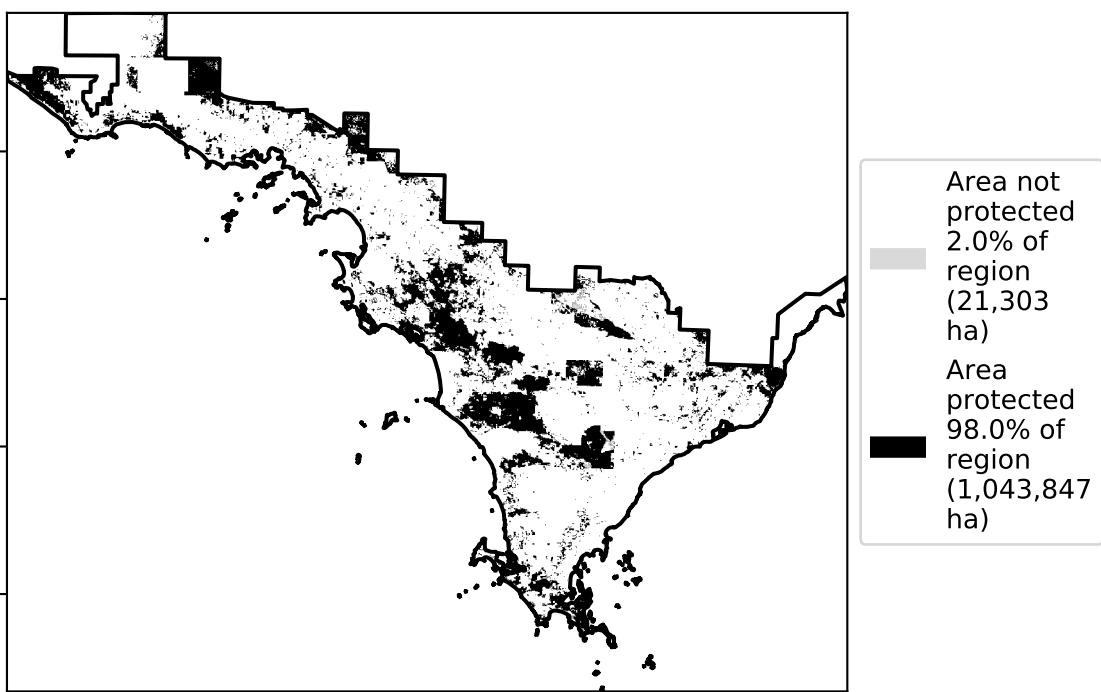 Area not
protected
2.0% of
region
(21,303
ha)
Area
protected
98.0% of
region
(1,043,847
ha)